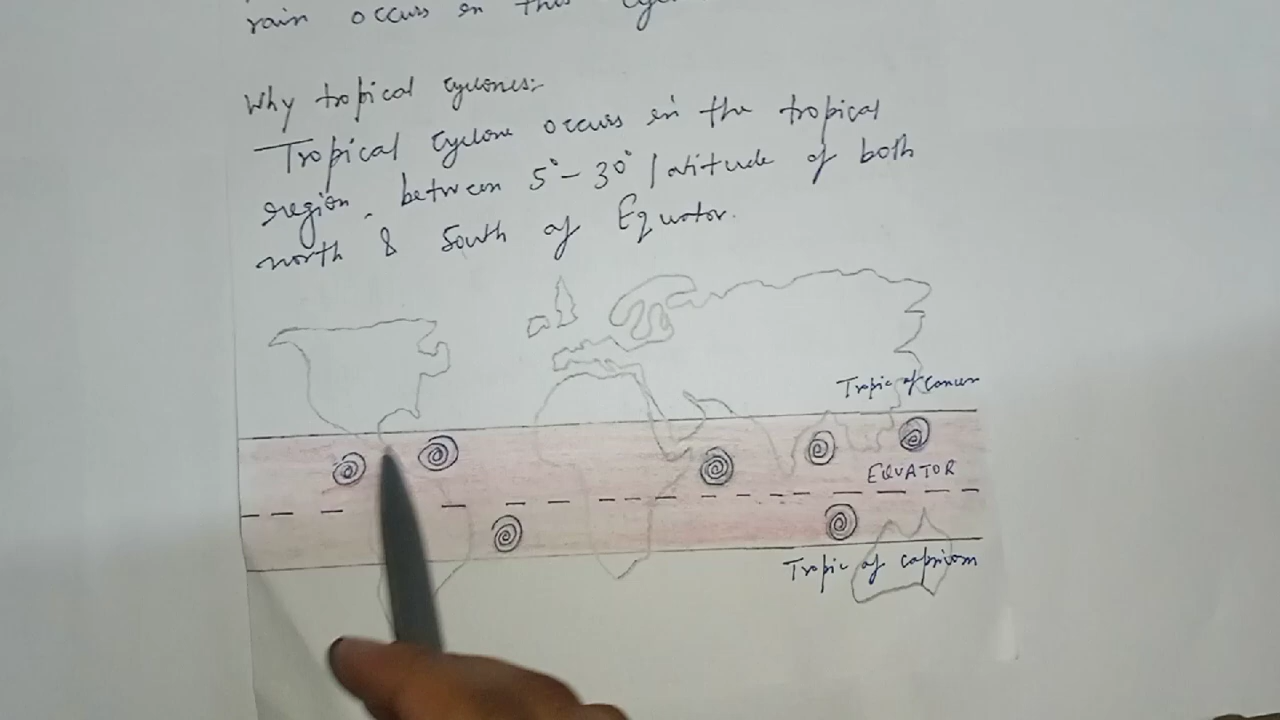 rain occurs in this
Why tropical cyclones:-
Tropical cyclone occurs in the tropical
region. between 5°-30° latitude of both
north & South of Equator.
Tropic of Cancer
EQUATOR
Tropic of capricorn